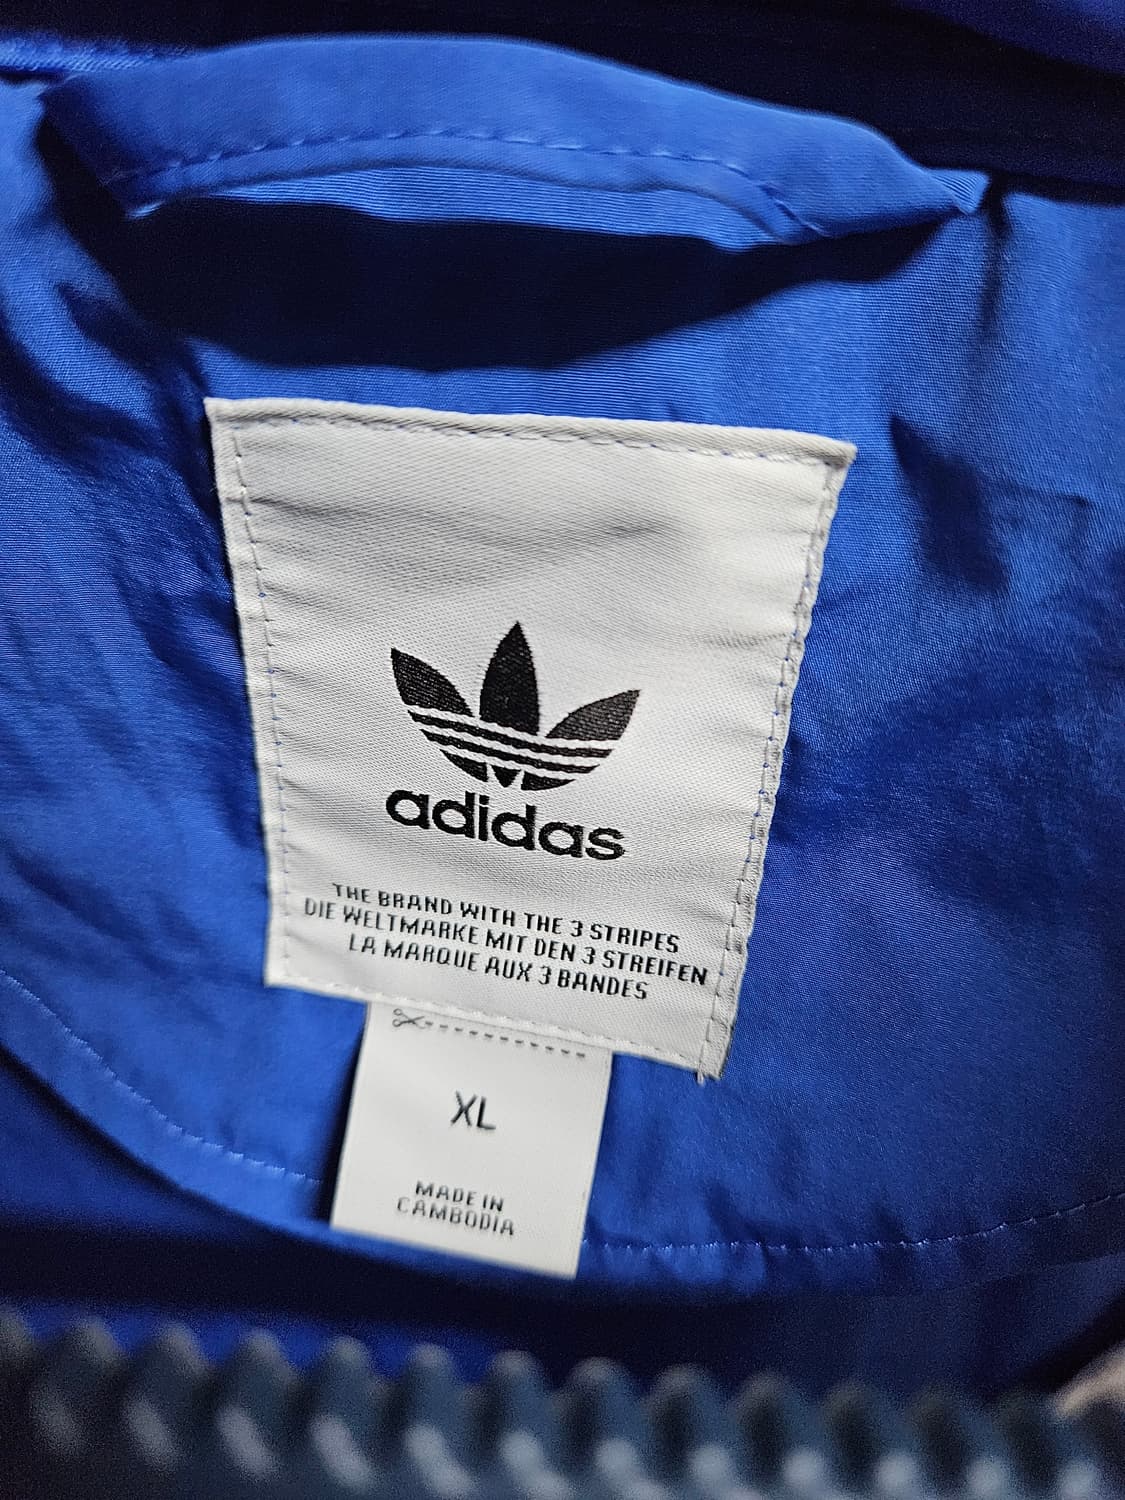 adidas
THE BRAND WITH THE 3 STRIPES
DIE WELTMARKE MIT DEN 3 STREIFEN
LA MARQUE AUX 3 BANDES
XL
MADE IN
CAMBODIA